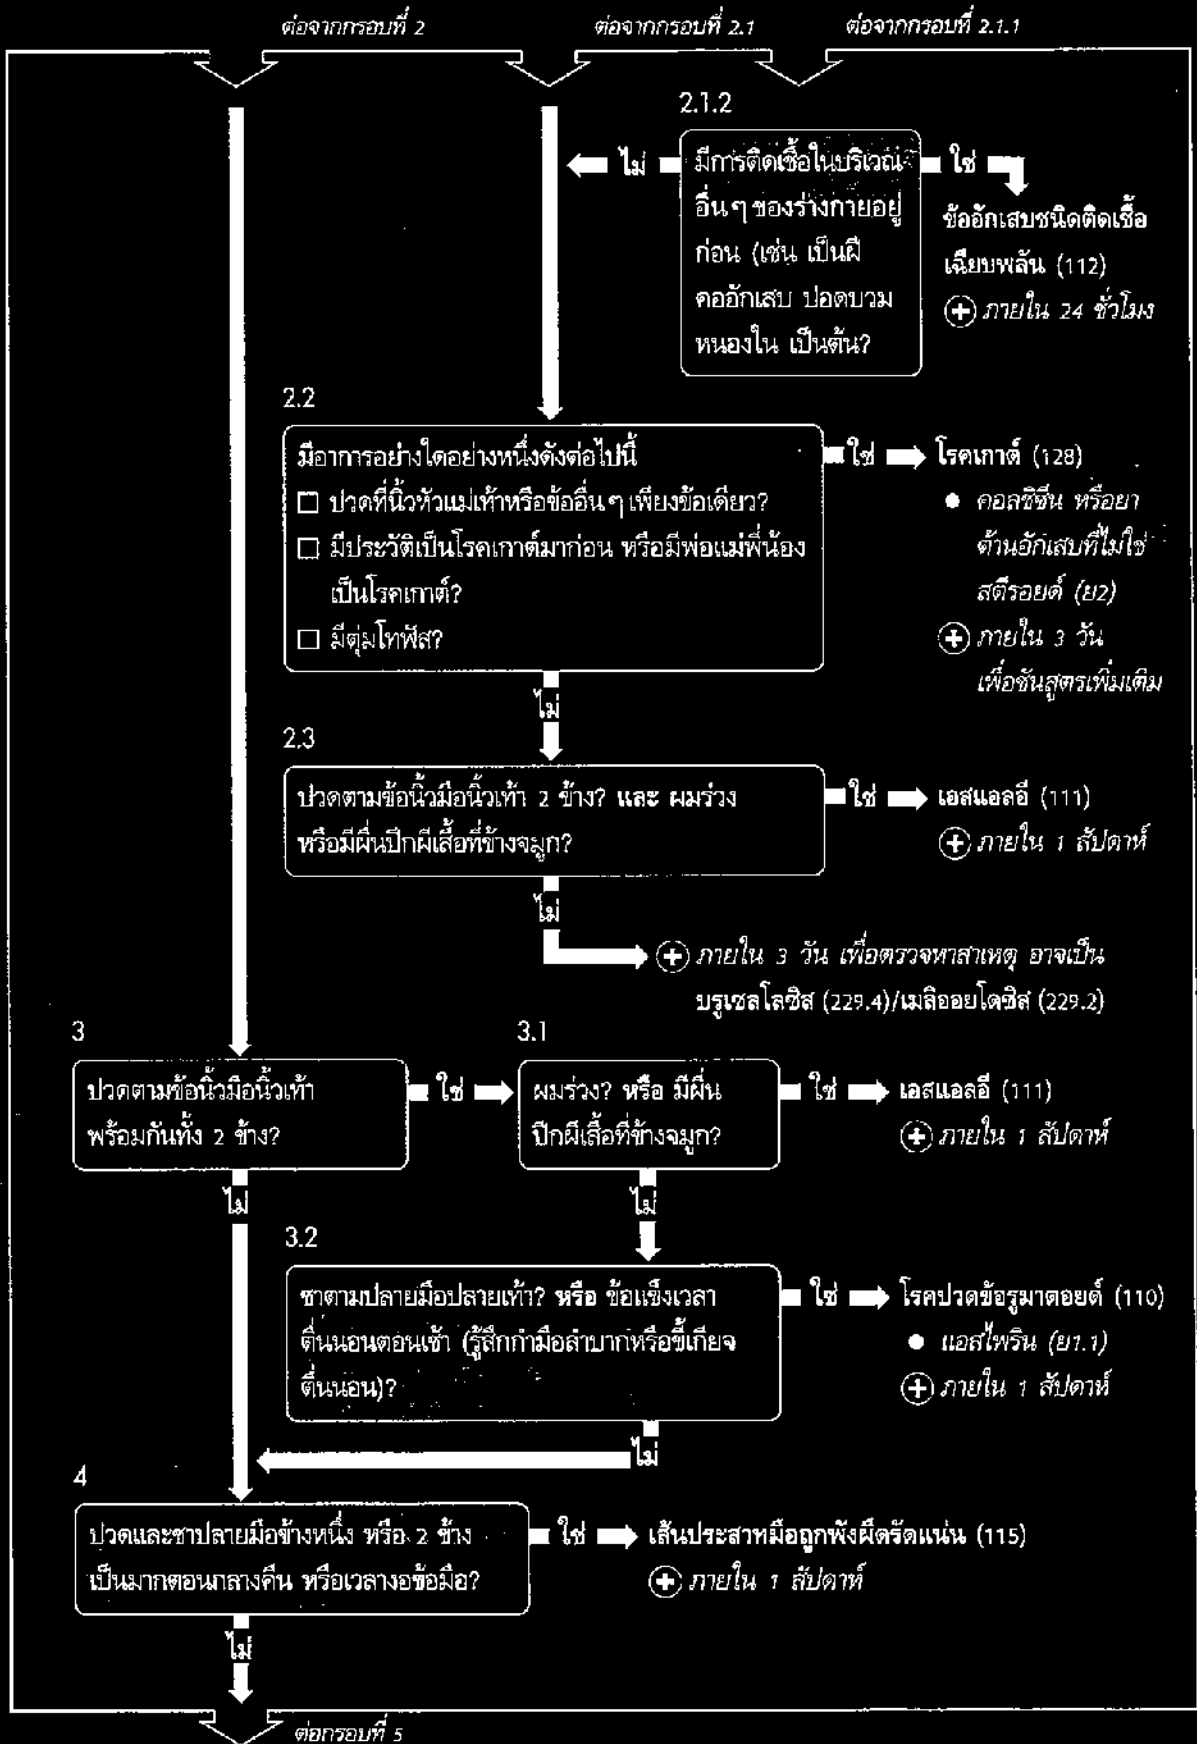 ต่อจากกรอบที่ 2
ต่อจากกรอบที่ 2.1
ต่อจากกรอบที่ 2.1.1
2.1.2
มีการติดเชื้อในบริเวณ
อื่นๆ ของร่างกายอยู่
ก่อน (เช่น เป็นฝี
คออักเสบ ปอดบวม
หนองใน เป็นต้น?
ไม่
ใช่
ข้ออักเสบชนิดติดเชื้อ
เฉียบพลัน (112)
ภายใน 24 ชั่วโมง
2.2
มีอาการอย่างใดอย่างหนึ่งดังต่อไปนี้
□ ปวดที่นิ้วหัวแม่เท้าหรือข้ออื่นๆ เพียงข้อเดียว?
□ มีประวัติเป็นโรคเกาต์มาก่อน หรือมีพ่อแม่พี่น้อง
เป็นโรคเกาต์?
□ มีตุ่มโทฟัส?
ใช่
โรคเกาต์ (128)
● คอลชิซีน หรือยา
ต้านอักเสบที่ไม่ใช่
สตีรอยด์ (ย2)
ภายใน 3 วัน
เพื่อชันสูตรเพิ่มเติม
ไม่
2.3
ปวดตามข้อนิ้วมือนิ้วเท้า 2 ข้าง? และ ผมร่วง
หรือมีผื่นปีกผีเสื้อที่ข้างจมูก?
ใช่
เอสแอลอี (111)
ภายใน 1 สัปดาห์
ไม่
ภายใน 3 วัน เพื่อตรวจหาสาเหตุ อาจเป็น
บรูเซลโลซิส (229.4)/เมลิออยโดซิส (229.2)
3
ปวดตามข้อนิ้วมือนิ้วเท้า
พร้อมกันทั้ง 2 ข้าง?
ใช่
3.1
ผมร่วง? หรือ มีผื่น
ปีกผีเสื้อที่ข้างจมูก?
ใช่
เอสแอลอี (111)
ภายใน 1 สัปดาห์
ไม่
ไม่
3.2
ชาตามปลายมือปลายเท้า? หรือ ข้อแข็งเวลา
ตื่นนอนตอนเช้า (รู้สึกกำมือลำบากหรือขี้เกียจ
ตื่นนอน)?
ใช่
โรคปวดข้อรูมาตอยด์ (110)
● แอสไพริน (ย1.1)
ภายใน 1 สัปดาห์
ไม่
4
ปวดและชาปลายมือข้างหนึ่ง หรือ 2 ข้าง
เป็นมากตอนกลางคืน หรือเวลางอข้อมือ?
ใช่
เส้นประสาทมือถูกพังผืดรัดแน่น (115)
ภายใน 1 สัปดาห์
ไม่
ต่อกรอบที่ 5